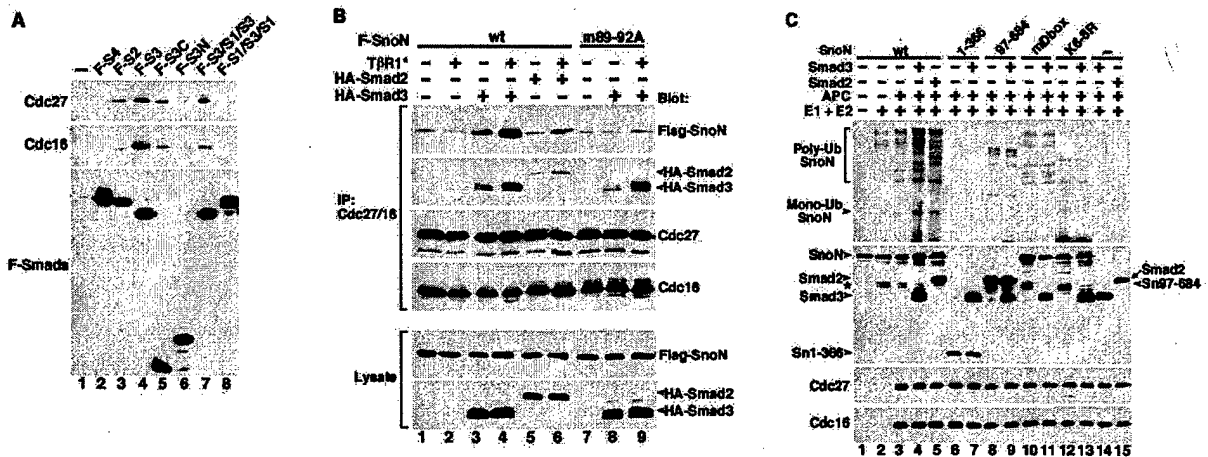 A
— F-S4 F-S2 F-S3 F-S3C F-S3N F-S3/S1/S3 F-S1/S3/S1
Cdc27
Cdc16
F-Smads
1 2 3 4 5 6 7 8
B
F-SnoN wt m89-92A
TβR1* - + - + - + - - +
HA-Smad2 - - - - + + - - -
HA-Smad3 - - + + - - - + + Blot:
Flag-SnoN
HA-Smad2
HA-Smad3
IP:
Cdc27/16
Cdc27
Cdc16
Lysate
Flag-SnoN
HA-Smad2
HA-Smad3
1 2 3 4 5 6 7 8 9
C
SnoN wt 1-366 97-684 mDbox K6-8R —
Smad3 - - - + - - + - + - + - + + -
Smad2
APC
E1 + E2
Poly-Ub
SnoN
Mono-Ub
SnoN
SnoN
Smad2
*
Smad3
Smad2
Sn97-684
Sn1-366
Cdc27
Cdc16
1 2 3 4 5 6 7 8 9 10 11 12 13 14 15